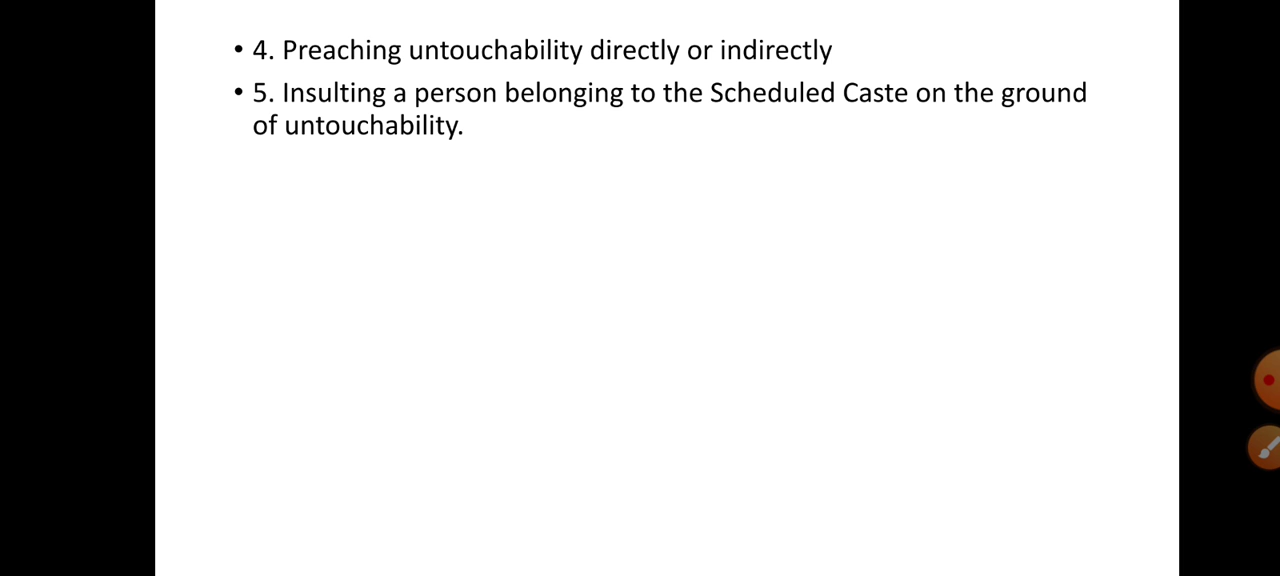 • 4. Preaching untouchability directly or indirectly
• 5. Insulting a person belonging to the Scheduled Caste on the ground
of untouchability.